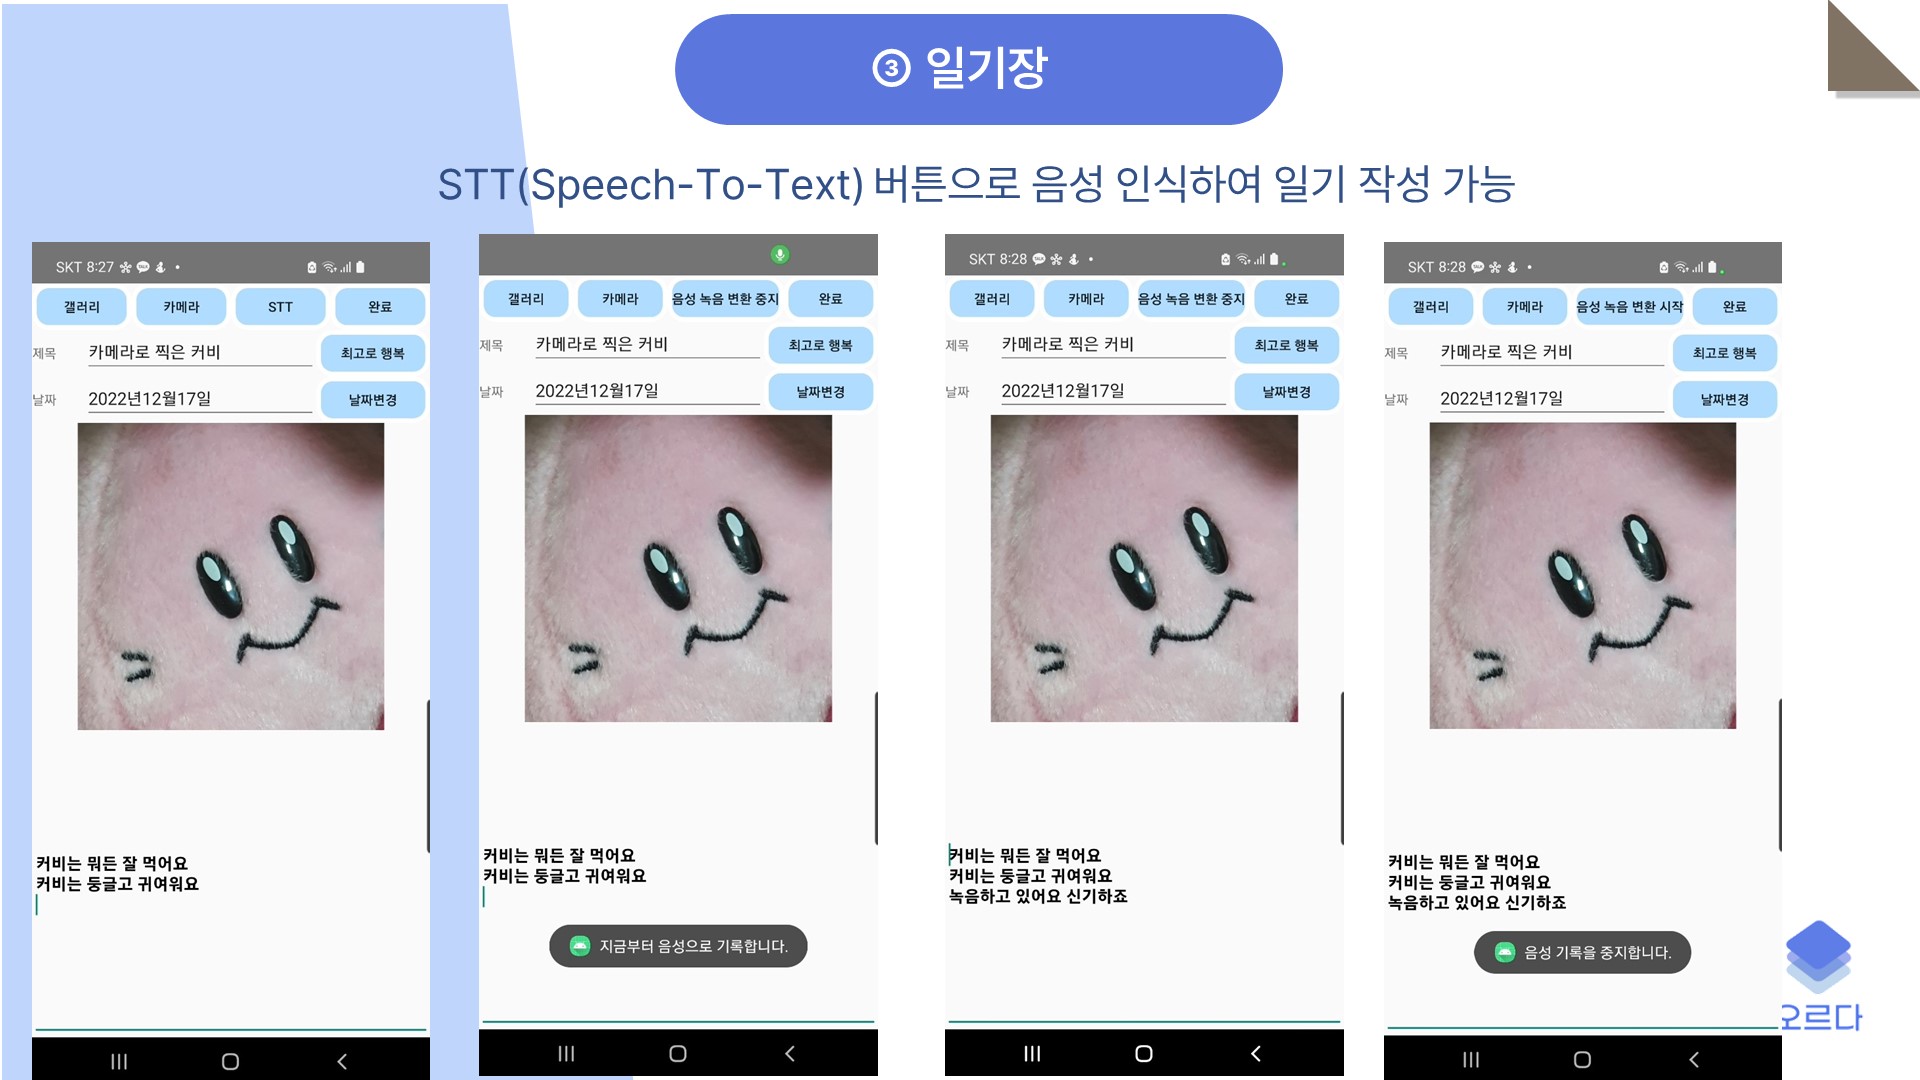 ③ 일기장
STT(Speech-To-Text) 버튼으로 음성 인식하여 일기 작성 가능
SKT 8:27
갤러리 카메라 STT 완료
제목 카메라로 찍은 커비 최고로 행복
날짜 2022년12월17일 날짜변경
커비는 뭐든 잘 먹어요
커비는 둥글고 귀여워요
갤러리 카메라 음성 녹음 변환 중지 완료
제목 카메라로 찍은 커비 최고로 행복
날짜 2022년12월17일 날짜변경
커비는 뭐든 잘 먹어요
커비는 둥글고 귀여워요
지금부터 음성으로 기록합니다.
SKT 8:28
갤러리 카메라 음성 녹음 변환 중지 완료
제목 카메라로 찍은 커비 최고로 행복
날짜 2022년12월17일 날짜변경
커비는 뭐든 잘 먹어요
커비는 둥글고 귀여워요
녹음하고 있어요 신기하죠
SKT 8:28
갤러리 카메라 음성 녹음 변환 시작 완료
제목 카메라로 찍은 커비 최고로 행복
날짜 2022년12월17일 날짜변경
커비는 뭐든 잘 먹어요
커비는 둥글고 귀여워요
녹음하고 있어요 신기하죠
음성 기록을 중지합니다.
오르다